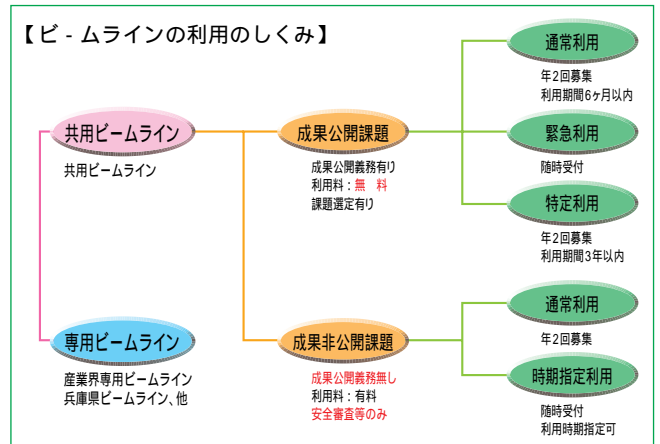 【ビ-ムラインの利用のしくみ】
共用ビームライン
共用ビームライン
専用ビームライン
産業界専用ビームライン
兵庫県ビームライン、他
成果公開課題
成果公開義務有り
利用料:無 料
課題選定有り
成果非公開課題
成果公開義務無し
利用料:有料
安全審査等のみ
通常利用
年2回募集
利用期間6ヶ月以内
緊急利用
随時受付
特定利用
年2回募集
利用期間3年以内
通常利用
年2回募集
時期指定利用
随時受付
利用時期指定可